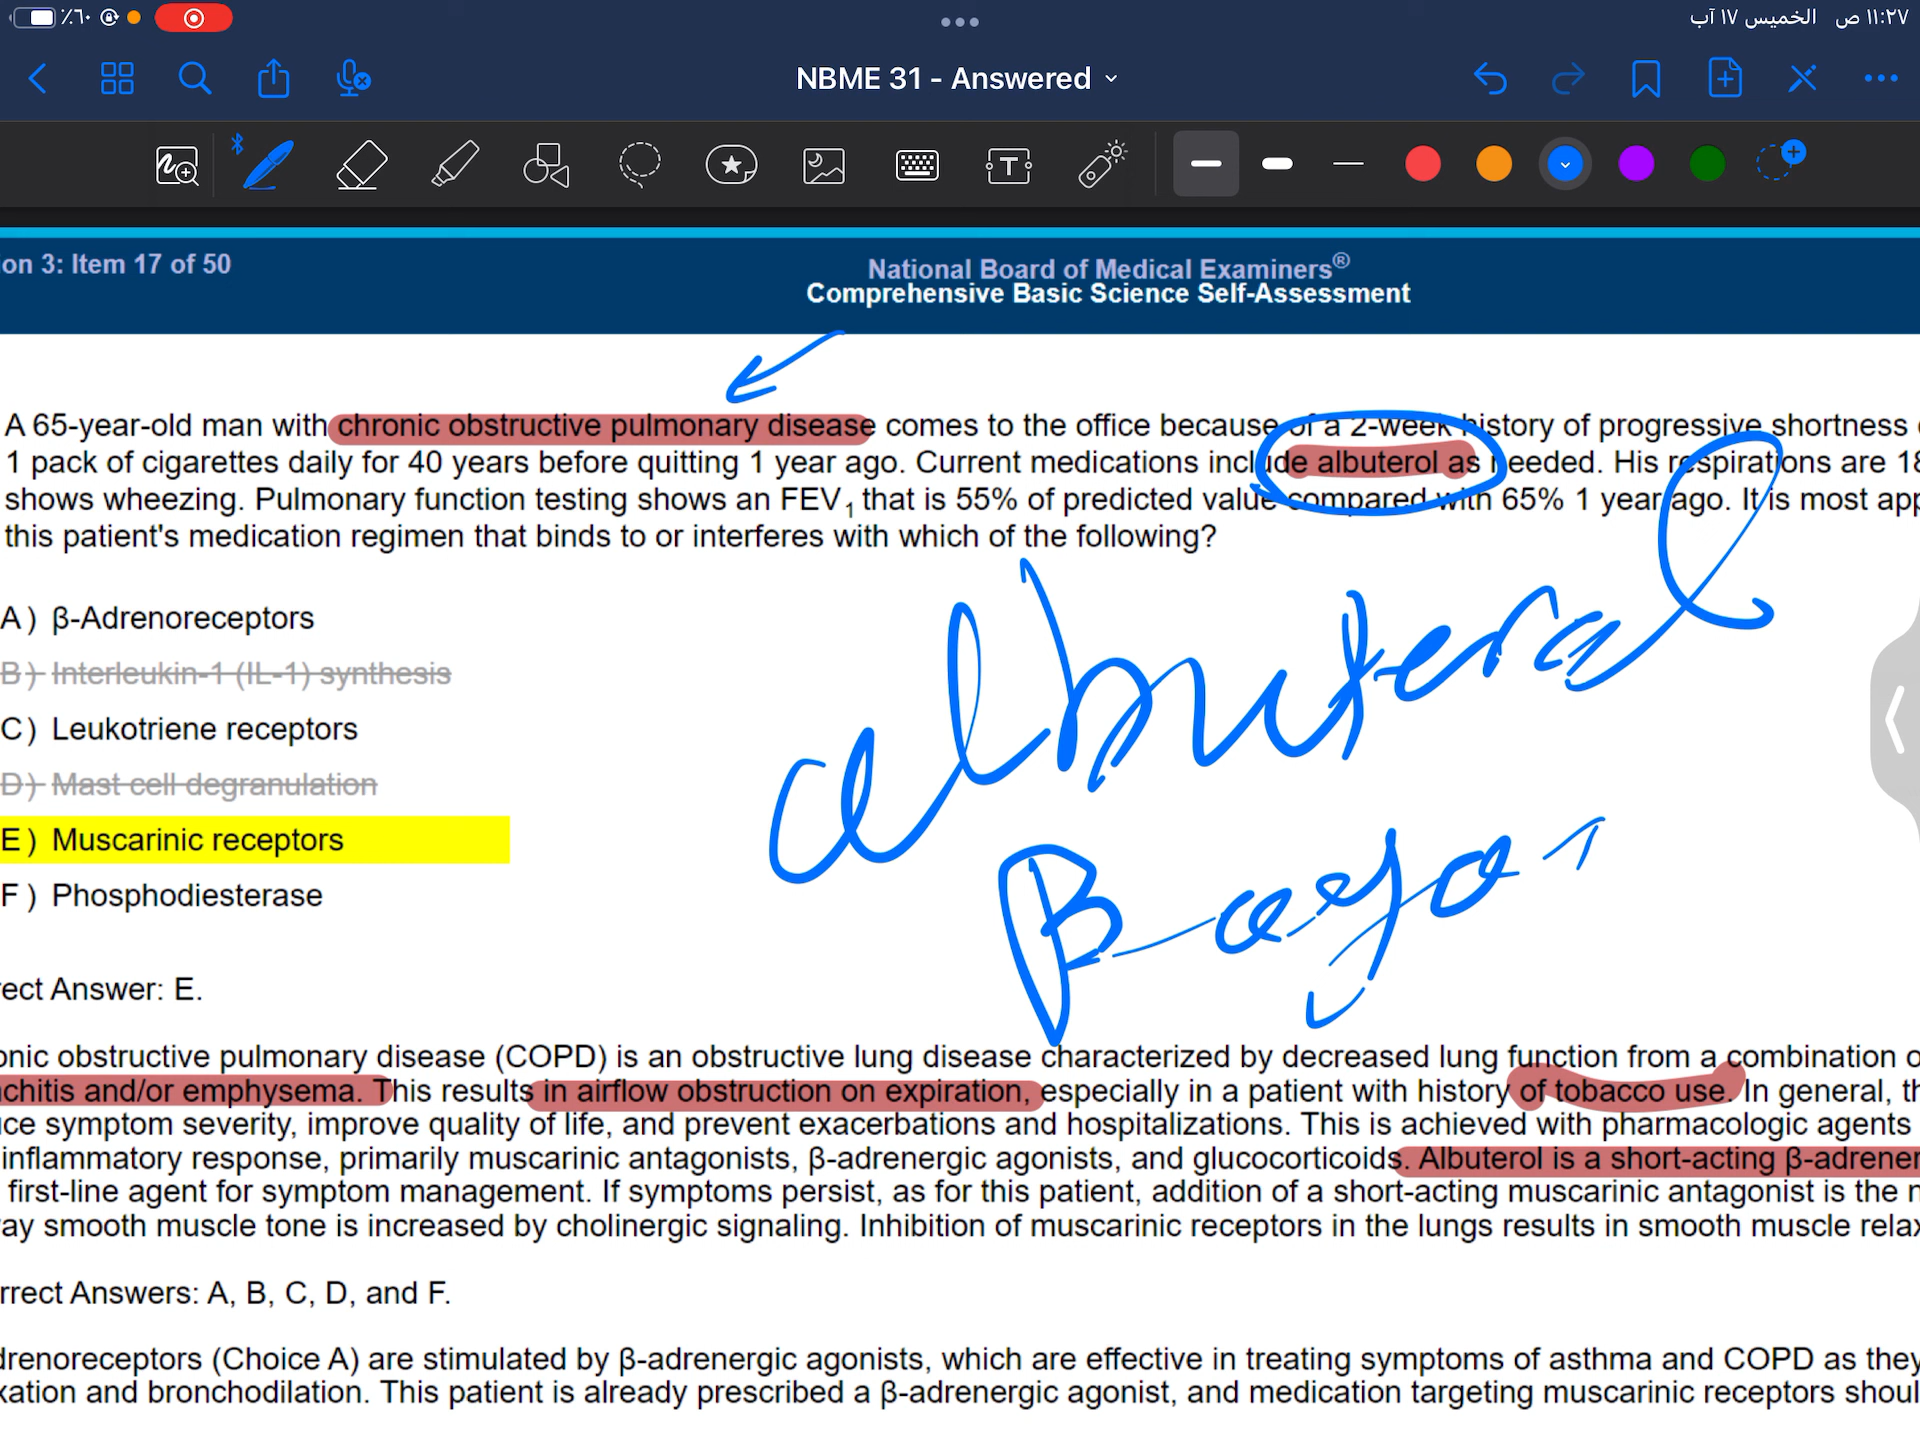 ٪٦٠
الخميس ١٧ آب ١١:٢٧ ص
NBME 31 - Answered
T
on 3: Item 17 of 50
National Board of Medical Examiners®
Comprehensive Basic Science Self-Assessment
A 65-year-old man with chronic obstructive pulmonary disease comes to the office because of a 2-week history of progressive shortness
1 pack of cigarettes daily for 40 years before quitting 1 year ago. Current medications include albuterol as needed. His respirations are 18
shows wheezing. Pulmonary function testing shows an FEV1 that is 55% of predicted value compared with 65% 1 year ago. It is most app
this patient's medication regimen that binds to or interferes with which of the following?
A) β-Adrenoreceptors
B) Interleukin-1 (IL-1) synthesis
C) Leukotriene receptors
D) Mast cell degranulation
E) Muscarinic receptors
F) Phosphodiesterase
albuteral
β-
rect Answer: E.
onic obstructive pulmonary disease (COPD) is an obstructive lung disease characterized by decreased lung function from a combination o
chitis and/or emphysema. This results in airflow obstruction on expiration, especially in a patient with history of tobacco use. In general, th
ce symptom severity, improve quality of life, and prevent exacerbations and hospitalizations. This is achieved with pharmacologic agents
inflammatory response, primarily muscarinic antagonists, β-adrenergic agonists, and glucocorticoids. Albuterol is a short-acting β-adrener
first-line agent for symptom management. If symptoms persist, as for this patient, addition of a short-acting muscarinic antagonist is the n
ay smooth muscle tone is increased by cholinergic signaling. Inhibition of muscarinic receptors in the lungs results in smooth muscle relax
rrect Answers: A, B, C, D, and F.
drenoreceptors (Choice A) are stimulated by β-adrenergic agonists, which are effective in treating symptoms of asthma and COPD as they
xation and bronchodilation. This patient is already prescribed a β-adrenergic agonist, and medication targeting muscarinic receptors shoul